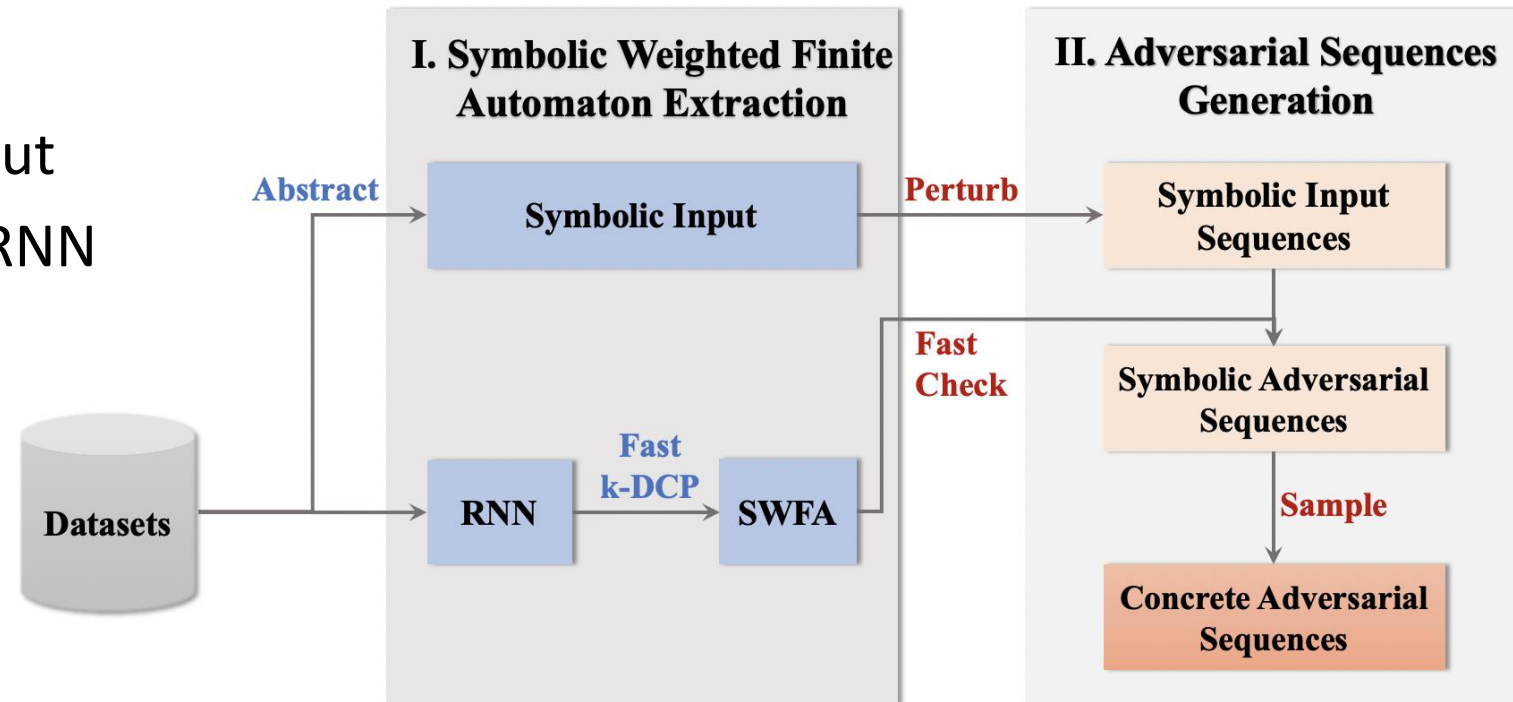 I. Symbolic Weighted Finite
Automaton Extraction
II. Adversarial Sequences
Generation
ut
RNN
Abstract
Symbolic Input
Perturb
Symbolic Input
Sequences
Fast
Check
Symbolic Adversarial
Sequences
Datasets
RNN
Fast
k-DCP
SWFA
Sample
Concrete Adversarial
Sequences